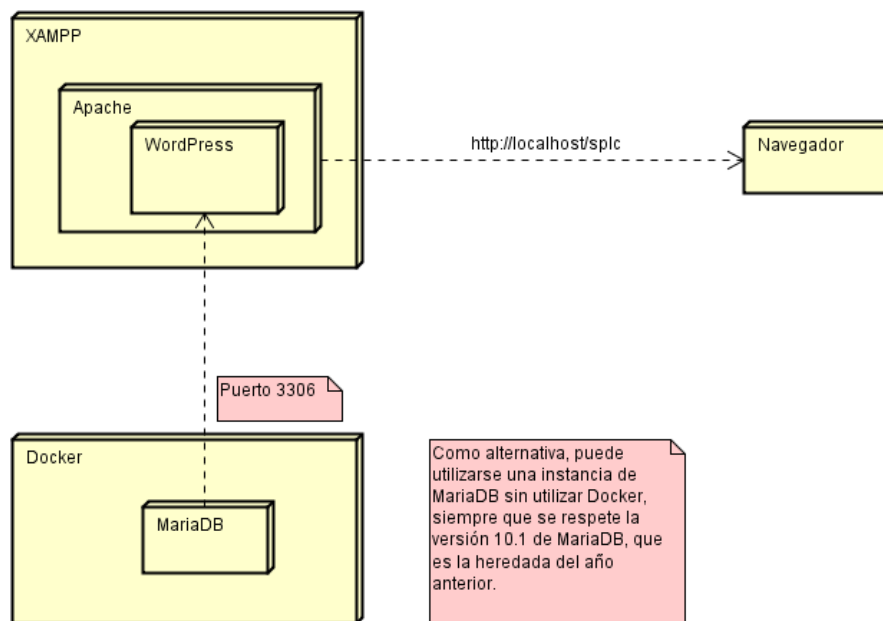 XAMPP
Apache
WordPress
http://localhost/splc
Navegador
Puerto 3306
Docker
MariaDB
Como alternativa, puede
utilizarse una instancia de
MariaDB sin utilizar Docker,
siempre que se respete la
versión 10.1 de MariaDB, que
es la heredada del año
anterior.